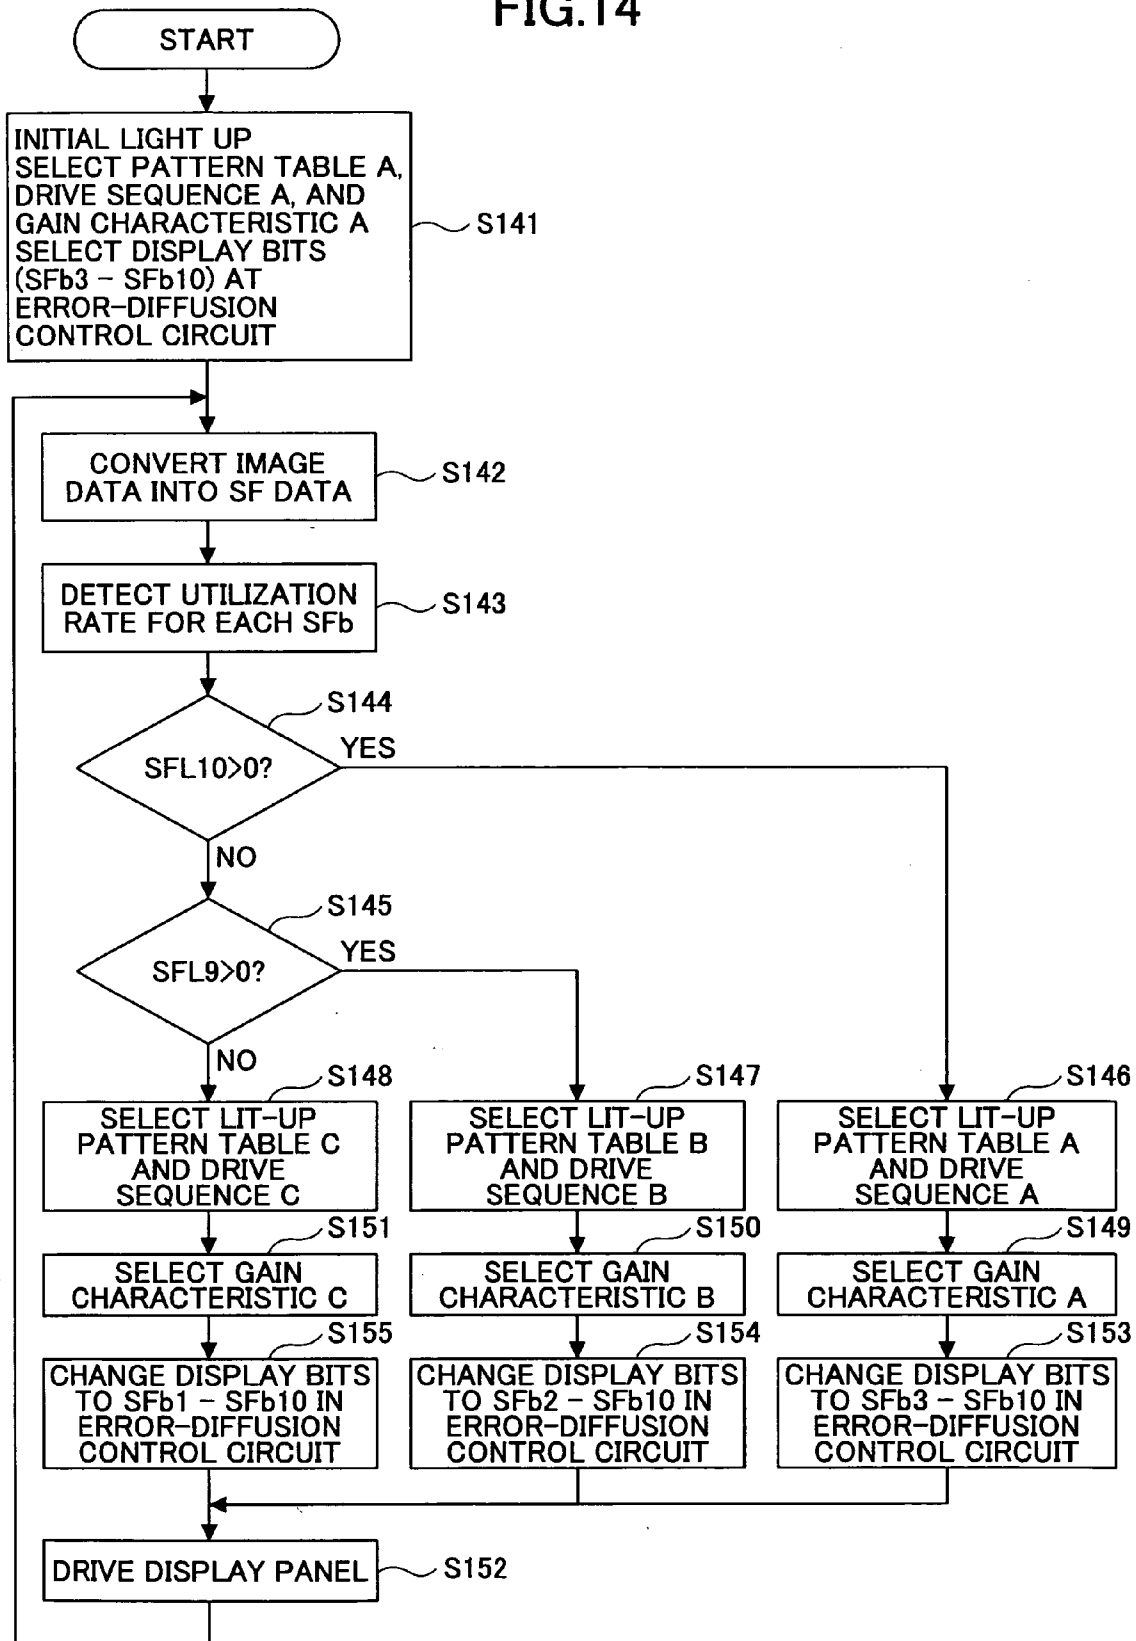 FIG.14
START
INITIAL LIGHT UP
SELECT PATTERN TABLE A,
DRIVE SEQUENCE A, AND
GAIN CHARACTERISTIC A
SELECT DISPLAY BITS
(SFb3 – SFb10) AT
ERROR-DIFFUSION
CONTROL CIRCUIT
S141
CONVERT IMAGE
DATA INTO SF DATA
S142
DETECT UTILIZATION
RATE FOR EACH SFb
S143
S144
SFL10>0?
YES
NO
S145
SFL9>0?
YES
NO
S148
SELECT LIT-UP
PATTERN TABLE C
AND DRIVE
SEQUENCE C
S147
SELECT LIT-UP
PATTERN TABLE B
AND DRIVE
SEQUENCE B
S146
SELECT LIT-UP
PATTERN TABLE A
AND DRIVE
SEQUENCE A
S151
SELECT GAIN
CHARACTERISTIC C
S150
SELECT GAIN
CHARACTERISTIC B
S149
SELECT GAIN
CHARACTERISTIC A
S155
CHANGE DISPLAY BITS
TO SFb1 – SFb10 IN
ERROR-DIFFUSION
CONTROL CIRCUIT
S154
CHANGE DISPLAY BITS
TO SFb2 – SFb10 IN
ERROR-DIFFUSION
CONTROL CIRCUIT
S153
CHANGE DISPLAY BITS
TO SFb3 – SFb10 IN
ERROR-DIFFUSION
CONTROL CIRCUIT
DRIVE DISPLAY PANEL
S152